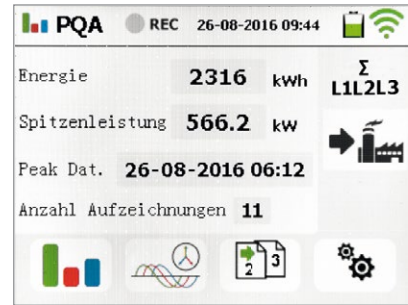 PQA REC 26-08-2016 09:44
Energie 2316 kWh
Σ
L1L2L3
Spitzenleistung 566.2 kW
Peak Dat. 26-08-2016 06:12
Anzahl Aufzeichnungen 11
2 3